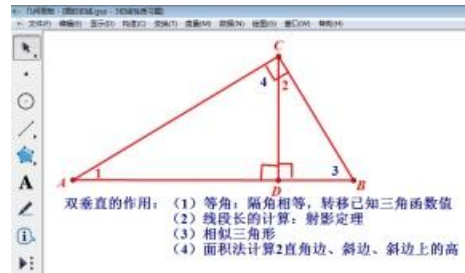 C
4
2
A
1
3
D
B
A
双垂直的作用：（1）等角：隔角相等，转移已知三角函数值
（2）线段长的计算：射影定理
（3）相似三角形
（4）面积法计算2直角边、斜边、斜边上的高